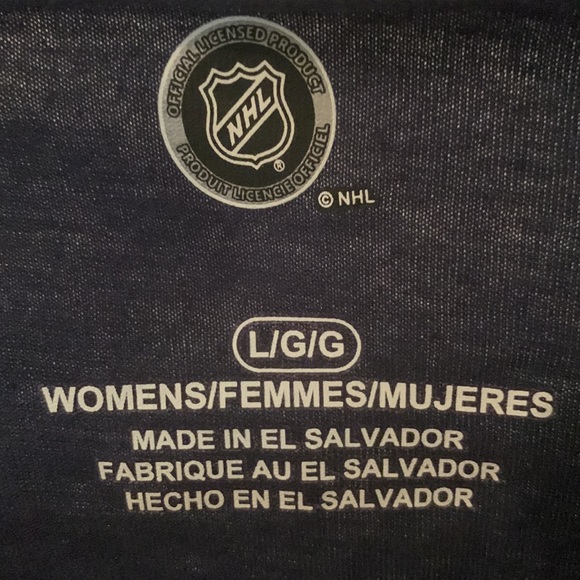 OFFICIAL LICENSED PRODUCT
NHL
®
PRODUIT LICENCIE OFFICIEL
© NHL
L/G/G
WOMENS/FEMMES/MUJERES
MADE IN EL SALVADOR
FABRIQUE AU EL SALVADOR
HECHO EN EL SALVADOR